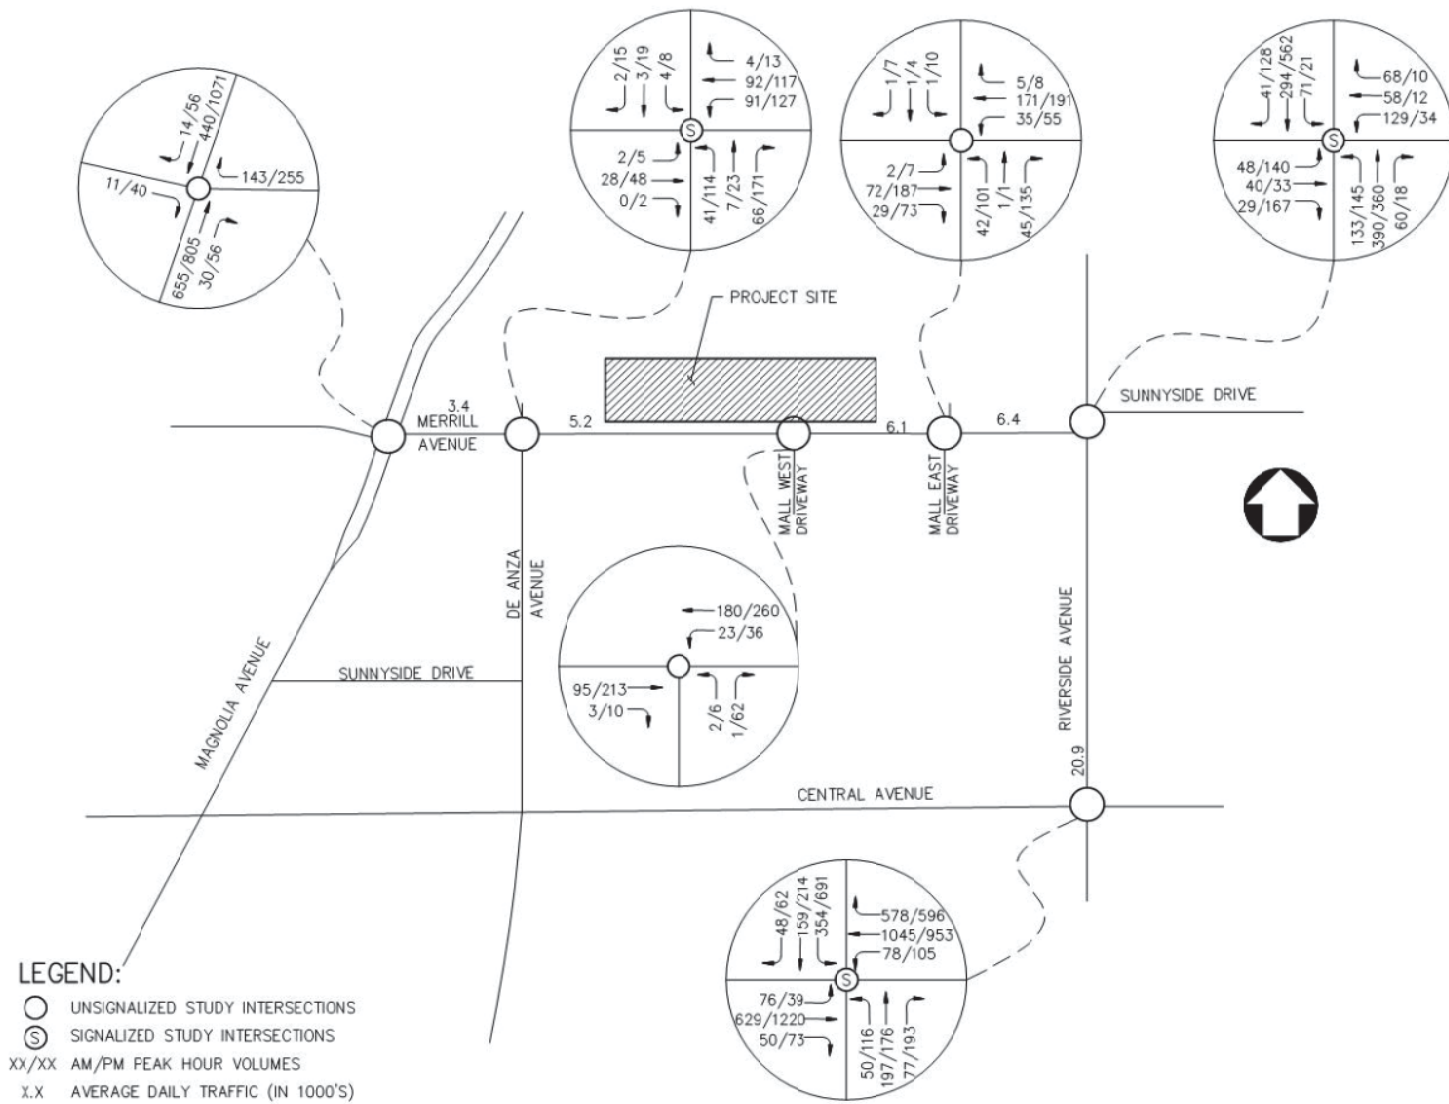 14/56
440/1071
143/255
11/40
655/805
30/56
2/15
3/19
4/8
4/13
92/117
91/127
S
2/5
28/48
0/2
41/114
7/23
66/171
1/7
1/4
1/10
5/8
171/191
35/55
2/7
72/187
29/73
42/101
1/1
45/135
41/128
294/562
71/21
68/10
58/12
129/34
S
48/140
40/33
29/167
133/145
390/360
60/18
PROJECT SITE
3.4
MERRILL
AVENUE
5.2
6.1
6.4
SUNNYSIDE DRIVE
MALL WEST
DRIVEWAY
MALL EAST
DRIVEWAY
DE ANZA
AVENUE
180/260
23/36
95/213
3/10
2/6
1/62
MAGNOLIA AVENUE
SUNNYSIDE DRIVE
RIVERSIDE AVENUE
20.9
CENTRAL AVENUE
48/62
159/214
354/691
578/596
1045/953
78/105
S
76/39
629/1220
50/73
50/116
197/176
77/193
LEGEND:
UNSIGNALIZED STUDY INTERSECTIONS
S SIGNALIZED STUDY INTERSECTIONS
XX/XX AM/PM PEAK HOUR VOLUMES
X.X AVERAGE DAILY TRAFFIC (IN 1000'S)